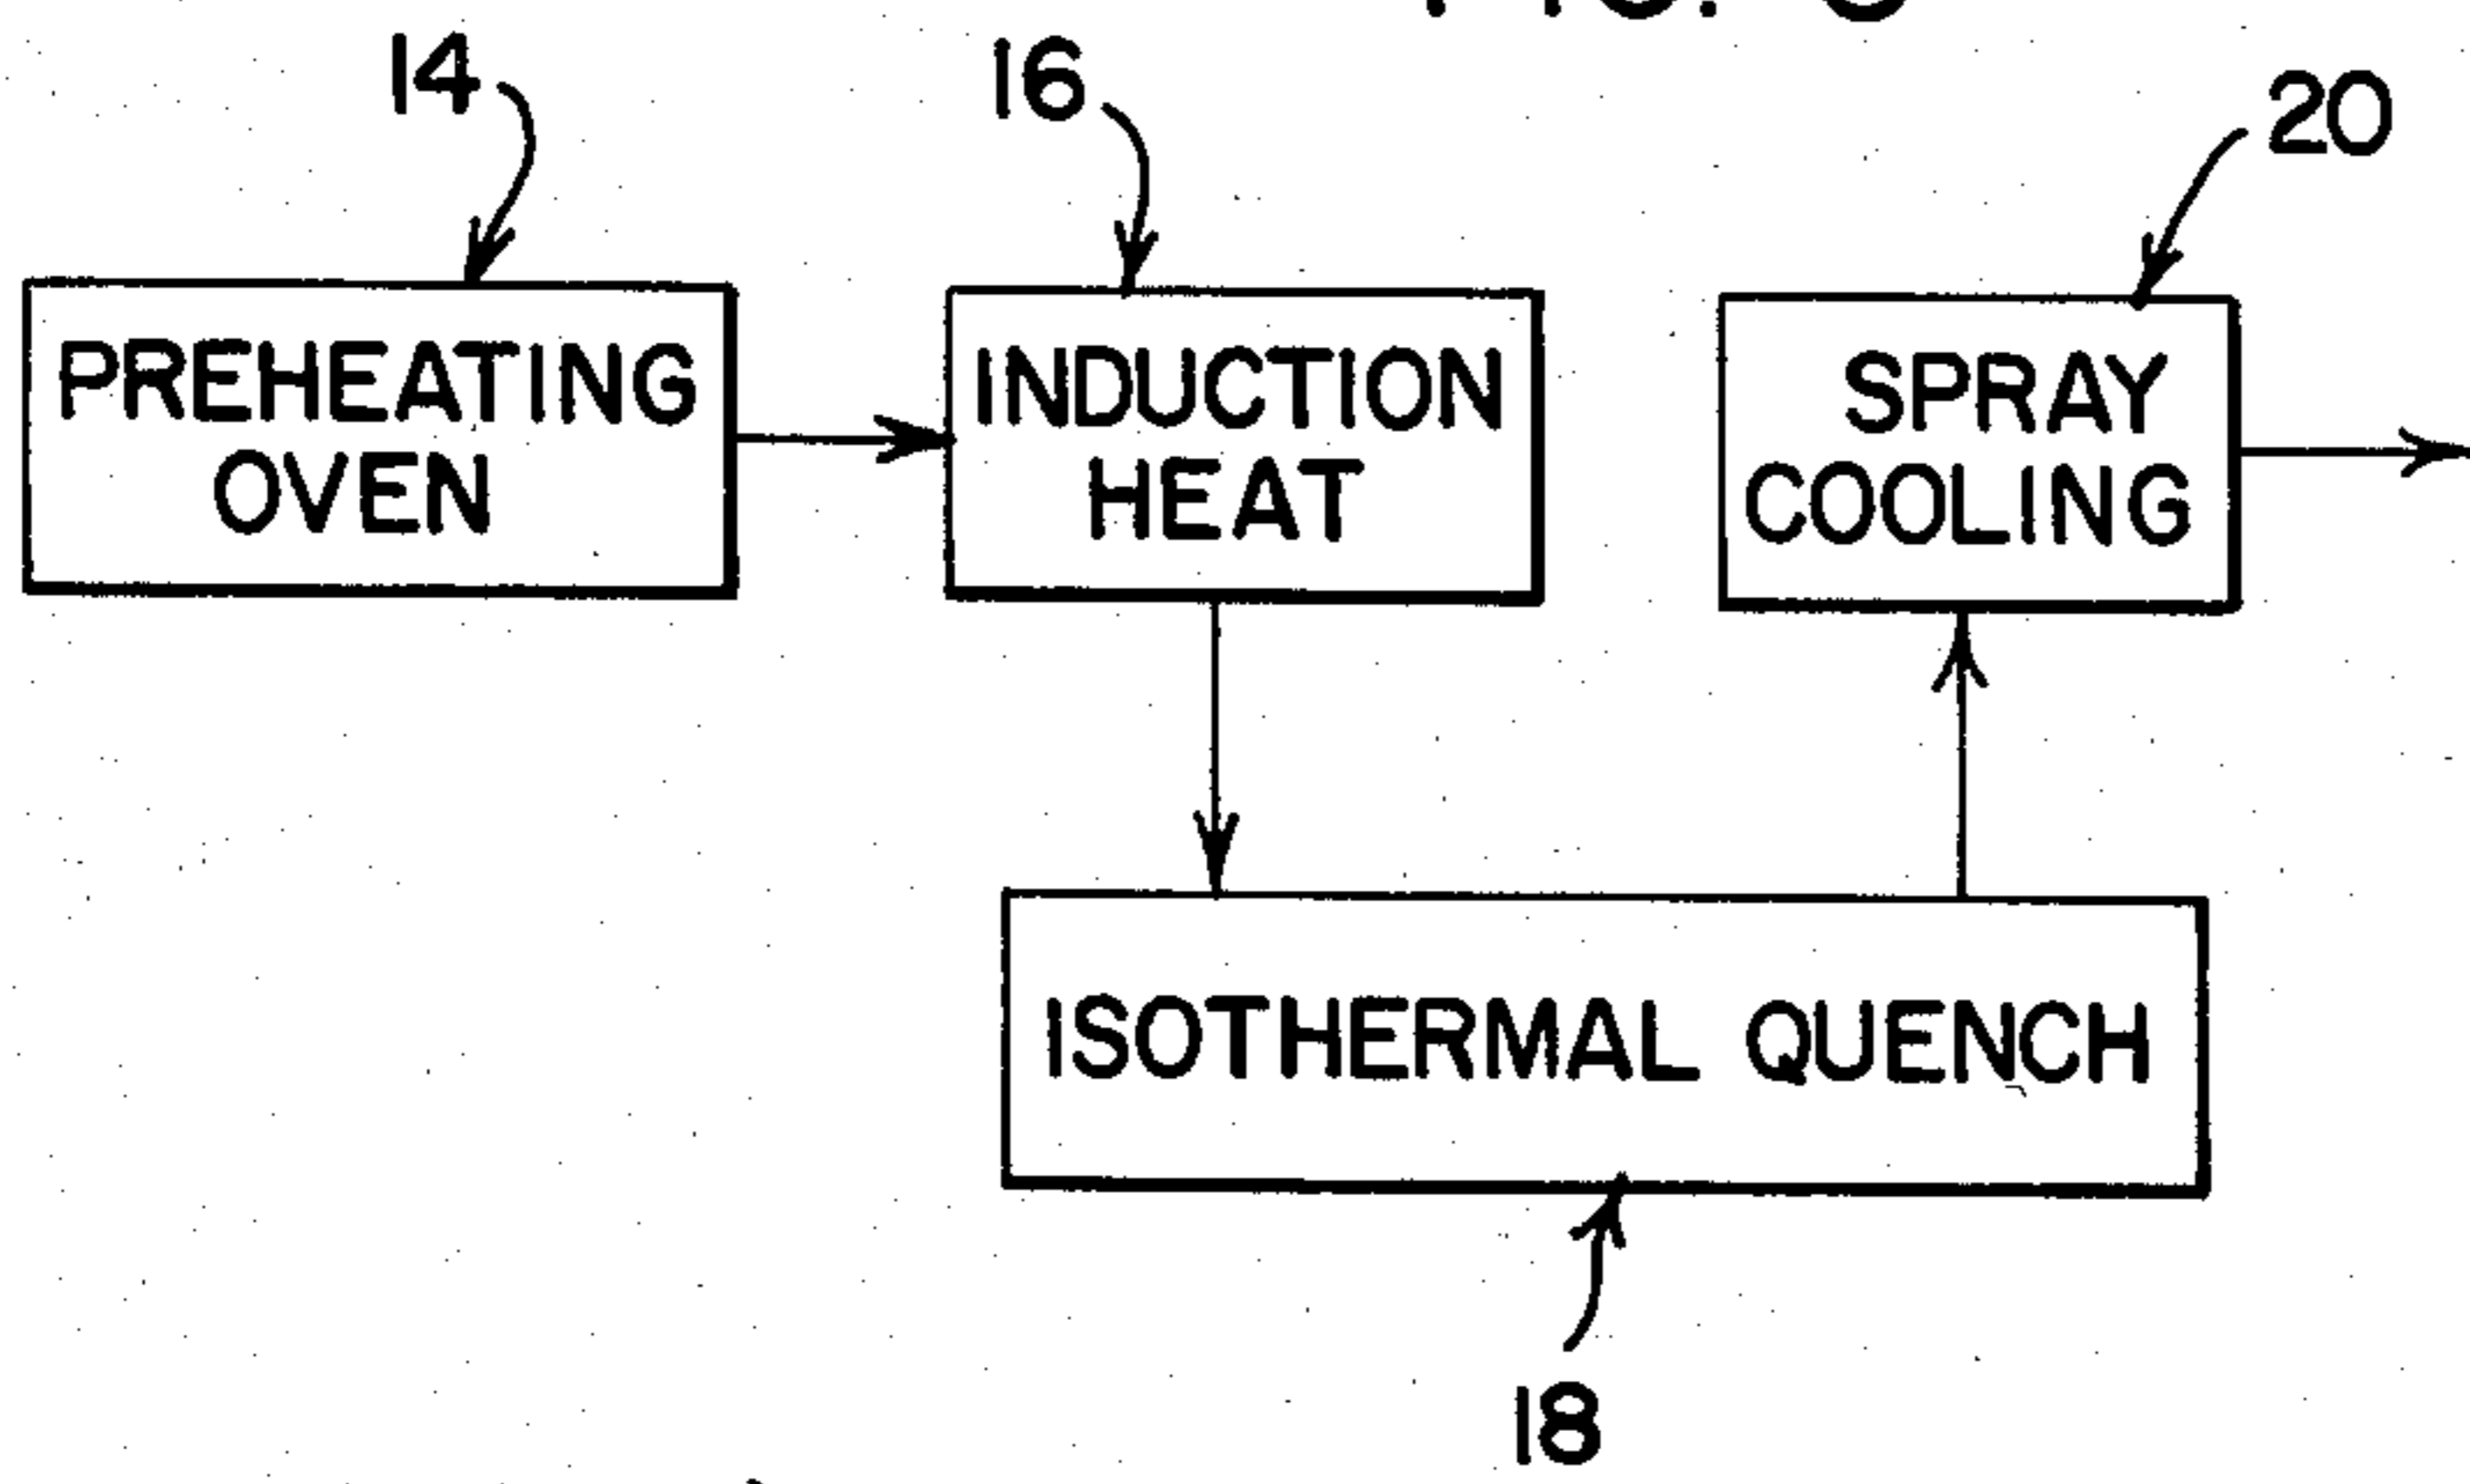 14
16
20
PREHEATING
OVEN
INDUCTION
HEAT
SPRAY
COOLING
ISOTHERMAL QUENCH
18